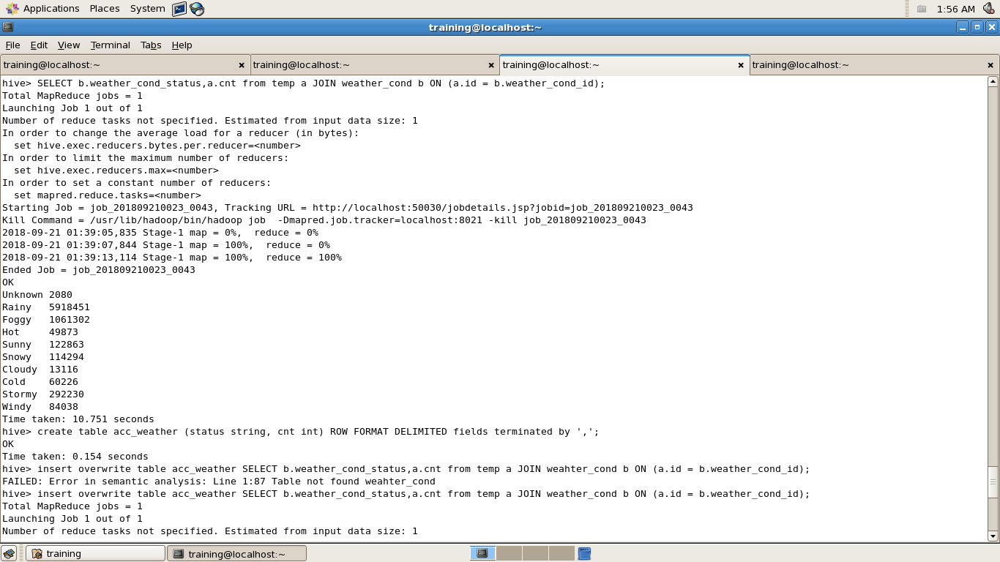 Applications Places System 1:56 AM
training@localhost:~
File Edit View Terminal Tabs Help
training@localhost:~ training@localhost:~ training@localhost:~ training@localhost:~
hive> SELECT b.weather_cond_status,a.cnt from temp a JOIN weather_cond b ON (a.id = b.weather_cond_id);
Total MapReduce jobs = 1
Launching Job 1 out of 1
Number of reduce tasks not specified. Estimated from input data size: 1
In order to change the average load for a reducer (in bytes):
  set hive.exec.reducers.bytes.per.reducer=<number>
In order to limit the maximum number of reducers:
  set hive.exec.reducers.max=<number>
In order to set a constant number of reducers:
  set mapred.reduce.tasks=<number>
Starting Job = job_201809210023_0043, Tracking URL = http://localhost:50030/jobdetails.jsp?jobid=job_201809210023_0043
Kill Command = /usr/lib/hadoop/bin/hadoop job  -Dmapred.job.tracker=localhost:8021 -kill job_201809210023_0043
2018-09-21 01:39:05,835 Stage-1 map = 0%,  reduce = 0%
2018-09-21 01:39:07,844 Stage-1 map = 100%,  reduce = 0%
2018-09-21 01:39:13,114 Stage-1 map = 100%,  reduce = 100%
Ended Job = job_201809210023_0043
OK
Unknown 2080
Rainy   5918451
Foggy   1061302
Hot     49873
Sunny   122863
Snowy   114294
Cloudy  13116
Cold    60226
Stormy  292230
Windy   84038
Time taken: 10.751 seconds
hive> create table acc_weather (status string, cnt int) ROW FORMAT DELIMITED fields terminated by ',';
OK
Time taken: 0.154 seconds
hive> insert overwrite table acc_weather SELECT b.weather_cond_status,a.cnt from temp a JOIN weahter_cond b ON (a.id = b.weather_cond_id);
FAILED: Error in semantic analysis: Line 1:87 Table not found weahter_cond
hive> insert overwrite table acc_weather SELECT b.weather_cond_status,a.cnt from temp a JOIN weather_cond b ON (a.id = b.weather_cond_id);
Total MapReduce jobs = 1
Launching Job 1 out of 1
Number of reduce tasks not specified. Estimated from input data size: 1
training training@localhost:~